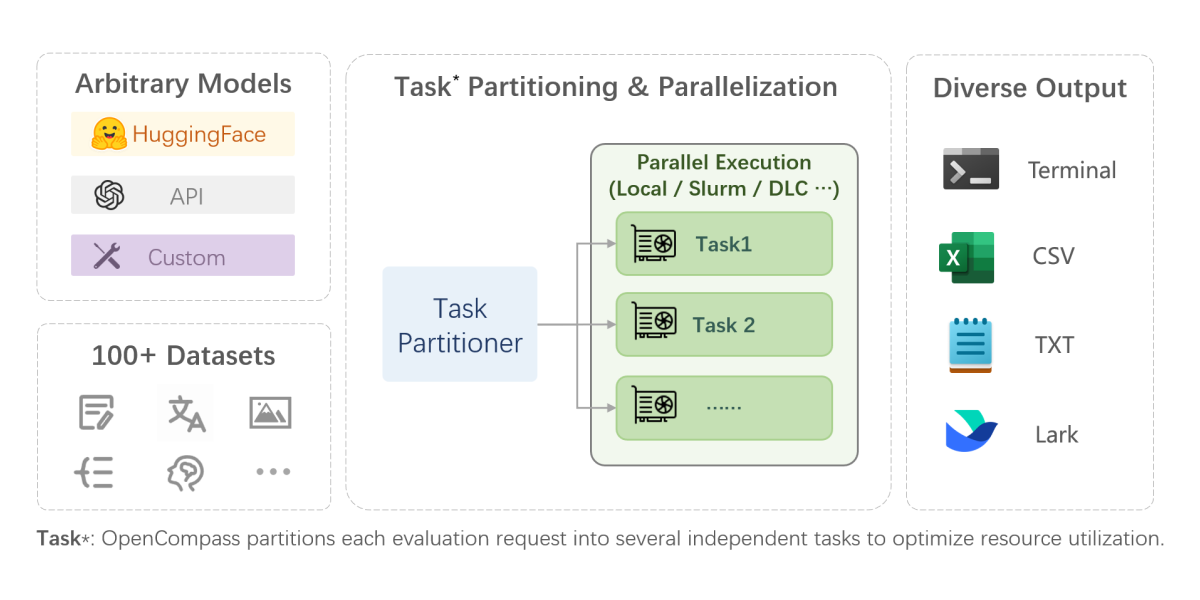 Arbitrary Models
HuggingFace
API
Custom
100+ Datasets
文A
Task* Partitioning & Parallelization
Task
Partitioner
Parallel Execution
(Local / Slurm / DLC ···)
Task1
Task 2
······
Diverse Output
Terminal
X
CSV
TXT
Lark
Task*: OpenCompass partitions each evaluation request into several independent tasks to optimize resource utilization.